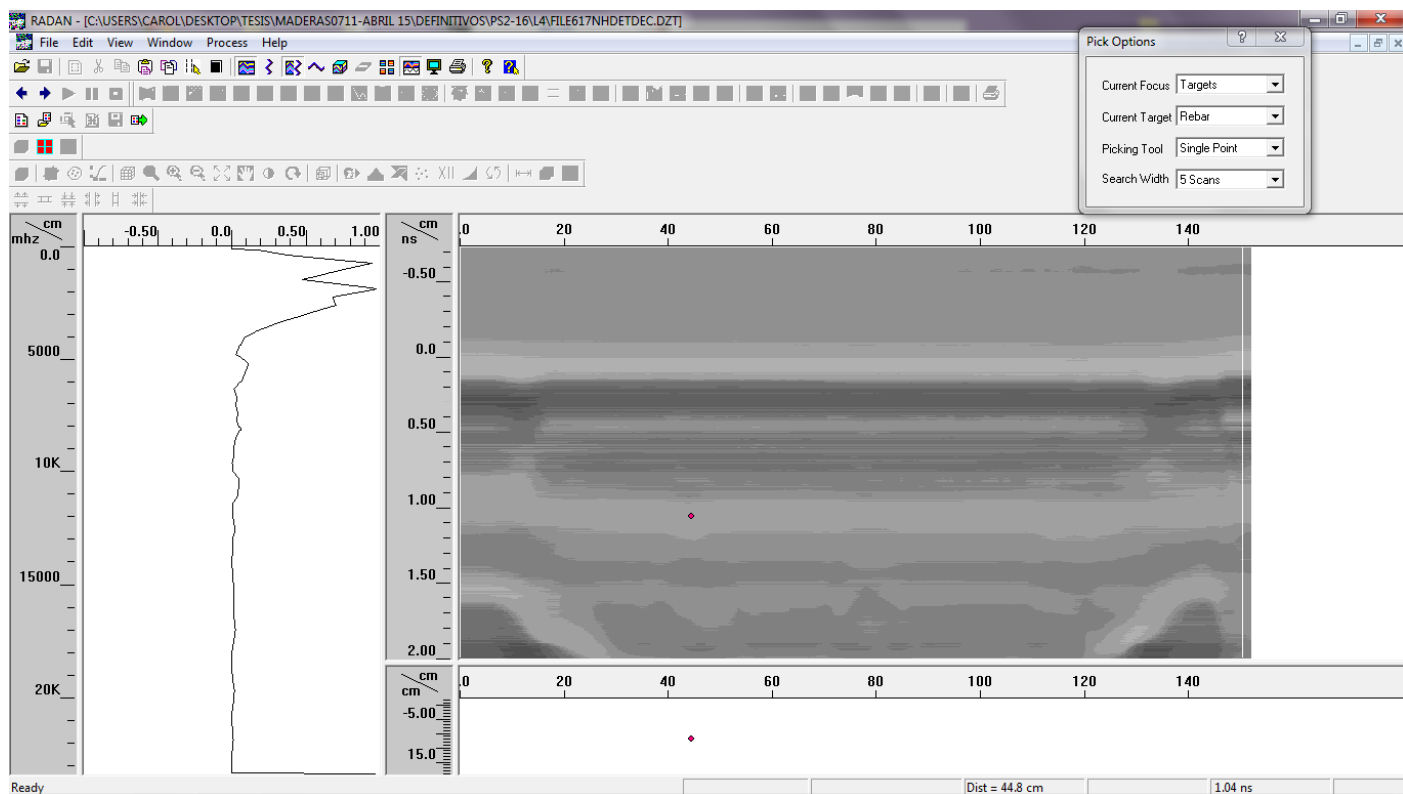 RADAN - [C:\USERS\CAROL\DESKTOP\TESIS\MADERAS0711-ABRIL 15\DEFINITIVOS\PS2-16\L4\FILE617NHDETDEC.DZT]
File Edit View Window Process Help
Pick Options
Current Focus Targets
Current Target Rebar
Picking Tool Single Point
Search Width 5 Scans
XII
cm
mhz
-0.50 0.0 0.50 1.00
0.0
5000
10K
15000
20K
cm
ns
.0 20 40 60 80 100 120 140
-0.50
0.0
0.50
1.00
1.50
2.00
cm
cm
.0 20 40 60 80 100 120 140
-5.00
15.0
Ready
Dist = 44.8 cm
1.04 ns